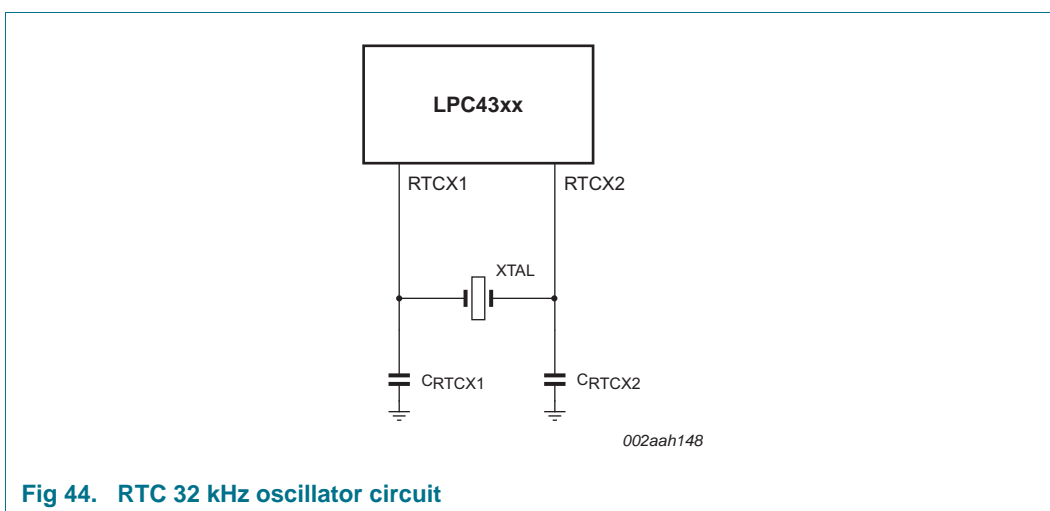 LPC43xx
RTCX1 RTCX2
XTAL
CRTCX1 CRTCX2
002aah148
Fig 44. RTC 32 kHz oscillator circuit